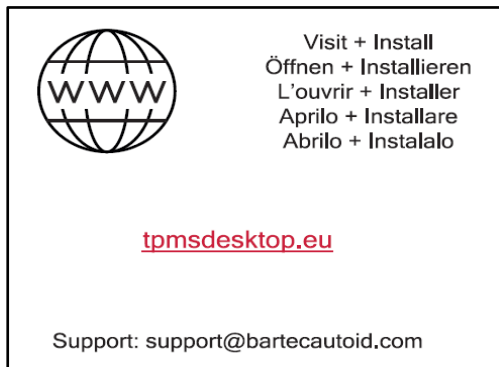 WWW
Visit + Install
Öffnen + Installieren
L'ouvrir + Installer
Aprilo + Installare
Abrilo + Instalalo
tpmsdesktop.eu
Support: support@bartecautoid.com